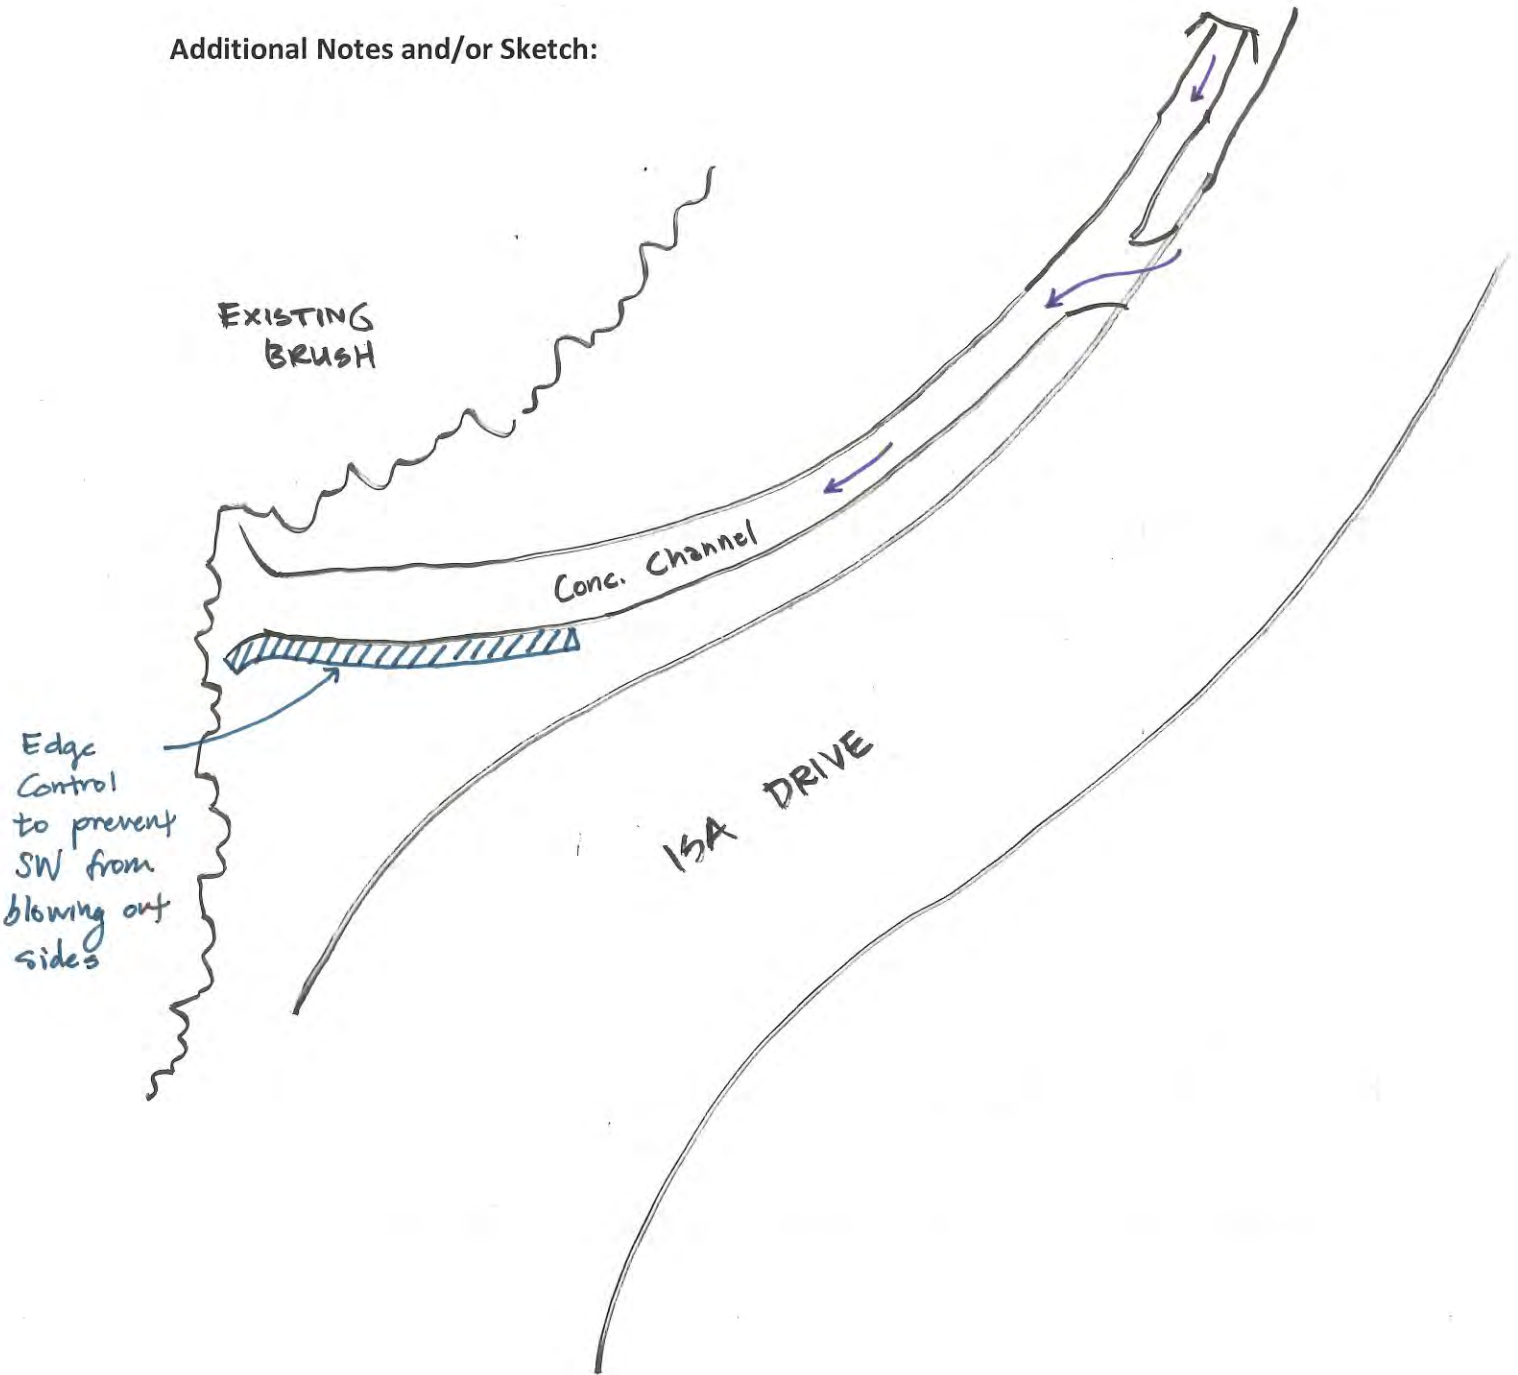 Additional Notes and/or Sketch:
EXISTING
BRUSH
Conc. Channel
ISA DRIVE
Edge
Control
to prevent
SW from
blowing out
sides